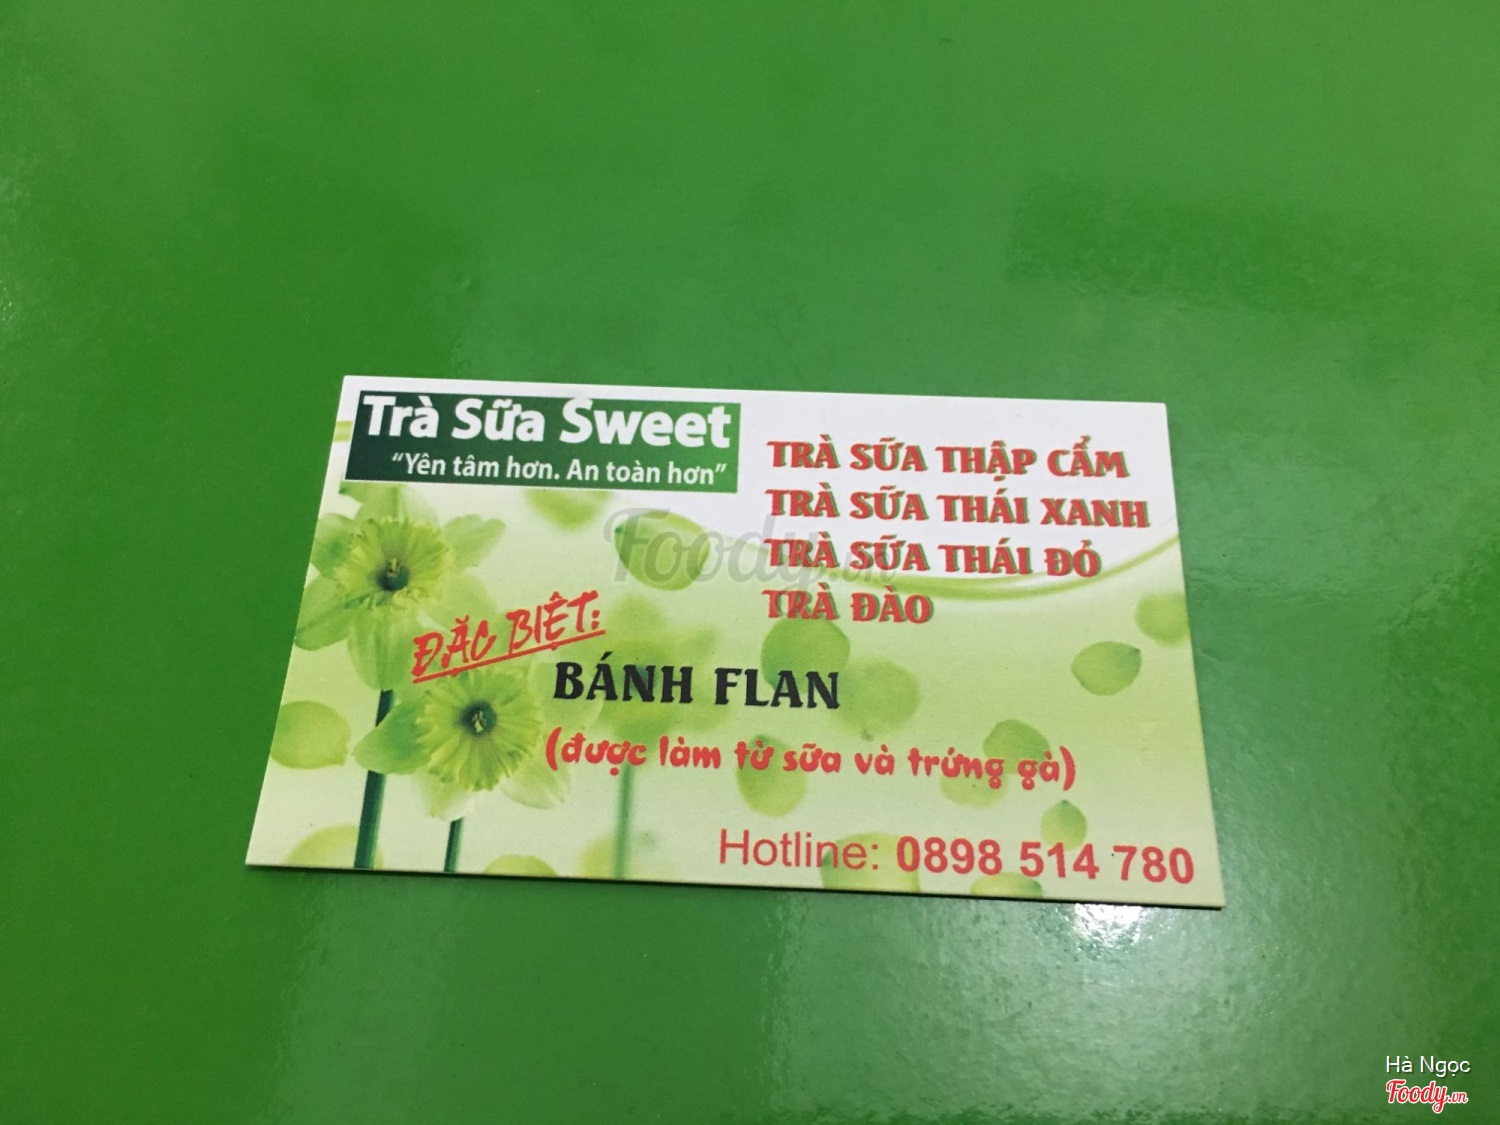 Trà Sữa Sweet
"Yên tâm hơn. An toàn hơn"
TRÀ SỮA THẬP CẨM
TRÀ SỮA THÁI XANH
TRÀ SỮA THÁI ĐỎ
TRÀ ĐÀO
ĐẶC BIỆT:
BÁNH FLAN
(được làm từ sữa và trứng gà)
Hotline: 0898 514 780
Foody.vn
Hà Ngọc
Foody.vn